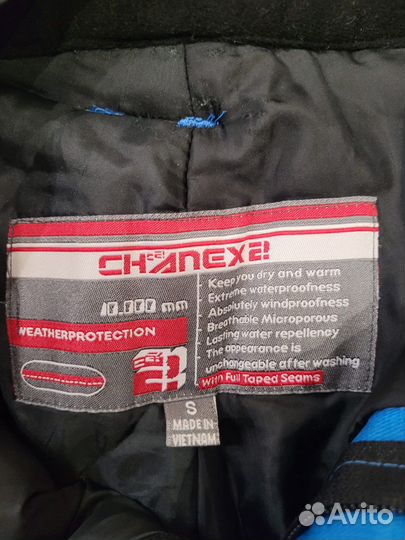 CHANEX
10.000 mm
WEATHERPROTECTION
Keep you dry and warm
Extreme waterproofness
Absolutely windproofness
Breathable Microporous
Lasting water repellency
The appearance is
unchangeable after washing
With Full Taped Seams
S
MADE IN
VIETNAM
Avito